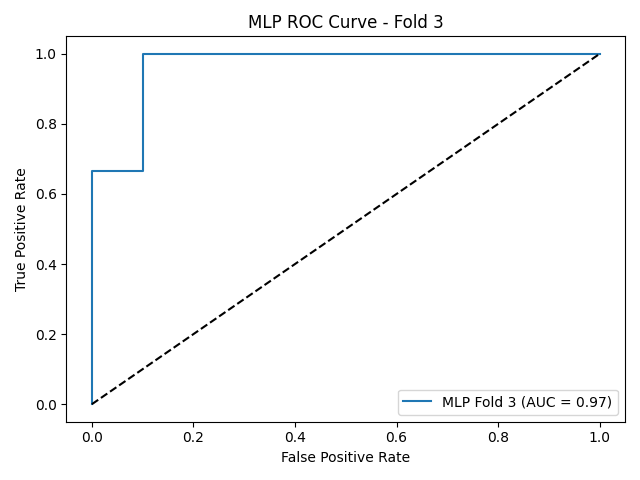 MLP ROC Curve - Fold 3
True Positive Rate
1.0
0.8
0.6
0.4
0.2
0.0
MLP Fold 3 (AUC = 0.97)
0.0 0.2 0.4 0.6 0.8 1.0
False Positive Rate